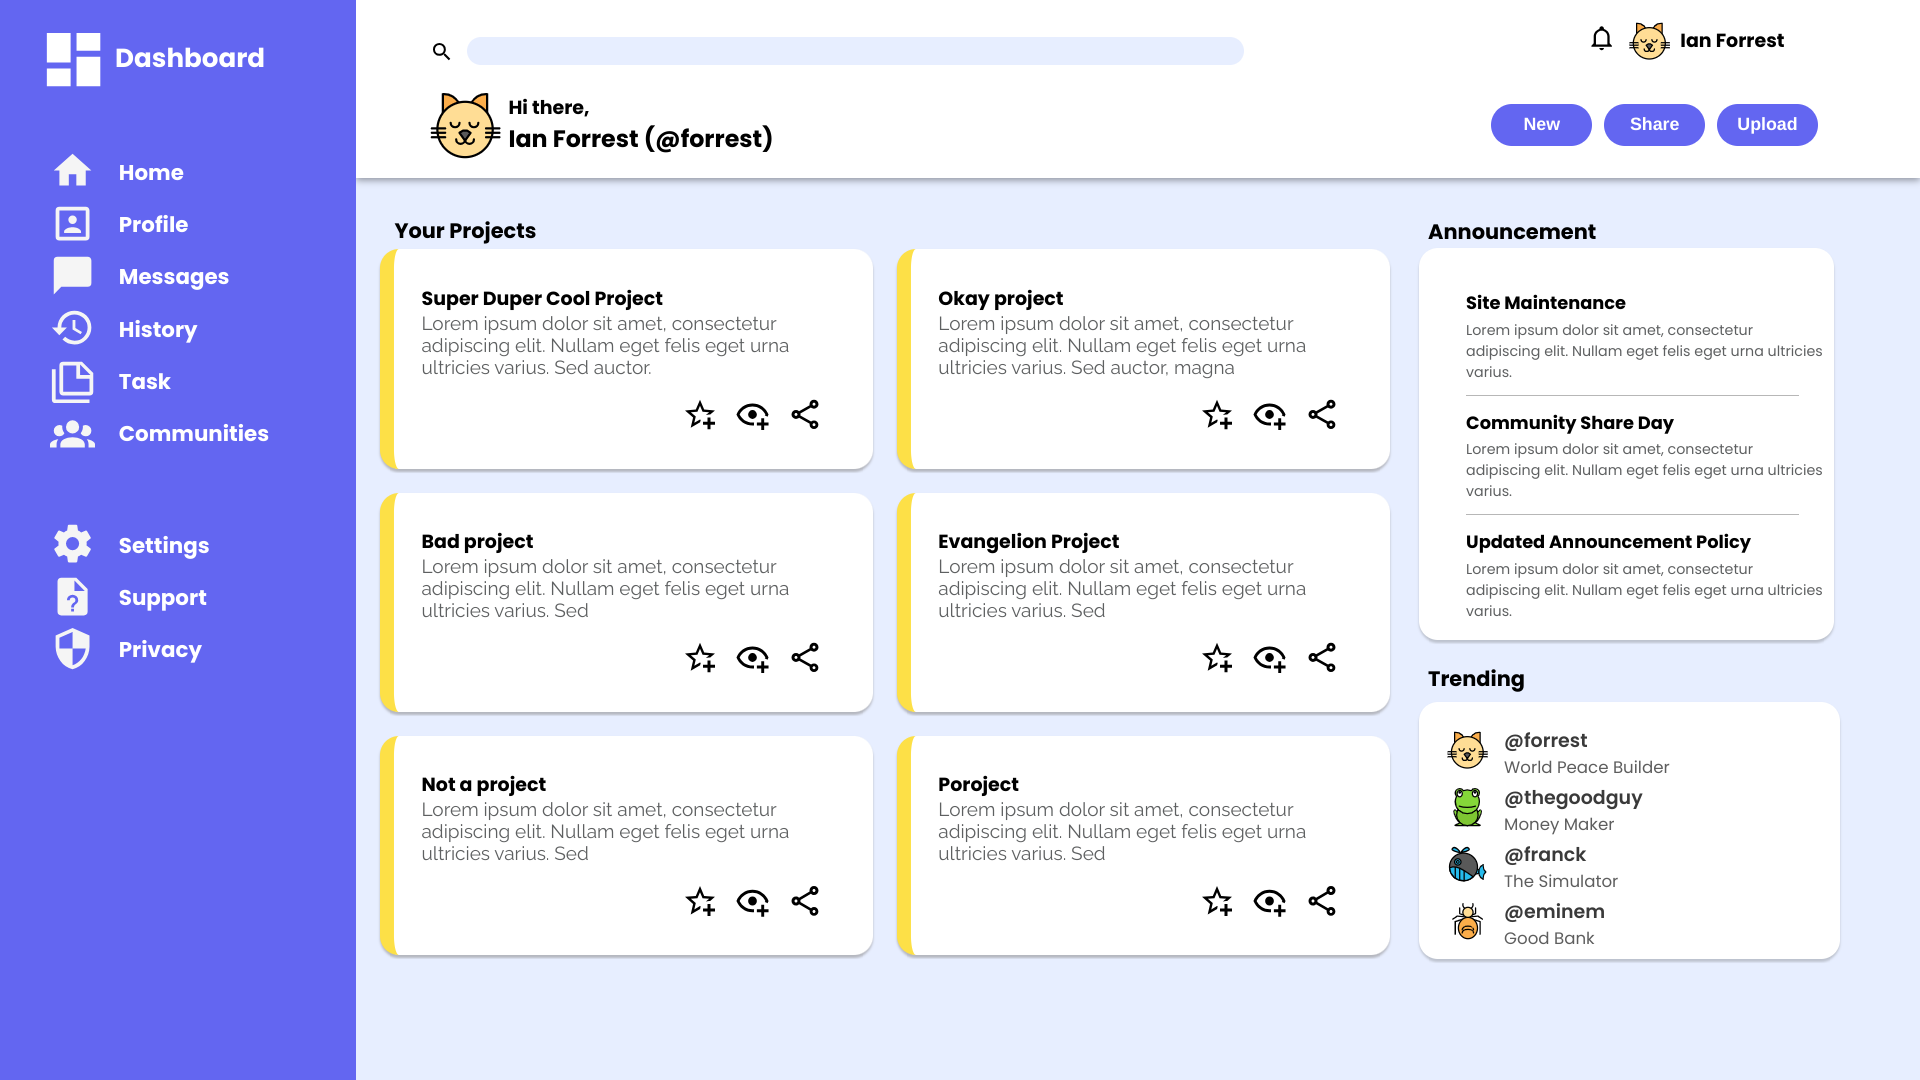 Dashboard
Home
Profile
Messages
History
Task
Communities
Settings
Support
Privacy
Ian Forrest
Hi there,
Ian Forrest (@forrest)
New
Share
Upload
Your Projects
Super Duper Cool Project
Lorem ipsum dolor sit amet, consectetur
adipiscing elit. Nullam eget felis eget urna
ultricies varius. Sed auctor.
Okay project
Lorem ipsum dolor sit amet, consectetur
adipiscing elit. Nullam eget felis eget urna
ultricies varius. Sed auctor, magna
Bad project
Lorem ipsum dolor sit amet, consectetur
adipiscing elit. Nullam eget felis eget urna
ultricies varius. Sed
Evangelion Project
Lorem ipsum dolor sit amet, consectetur
adipiscing elit. Nullam eget felis eget urna
ultricies varius. Sed
Not a project
Lorem ipsum dolor sit amet, consectetur
adipiscing elit. Nullam eget felis eget urna
ultricies varius. Sed
Poroject
Lorem ipsum dolor sit amet, consectetur
adipiscing elit. Nullam eget felis eget urna
ultricies varius. Sed
Announcement
Site Maintenance
Lorem ipsum dolor sit amet, consectetur
adipiscing elit. Nullam eget felis eget urna ultricies
varius.
Community Share Day
Lorem ipsum dolor sit amet, consectetur
adipiscing elit. Nullam eget felis eget urna ultricies
varius.
Updated Announcement Policy
Lorem ipsum dolor sit amet, consectetur
adipiscing elit. Nullam eget felis eget urna ultricies
varius.
Trending
@forrest
World Peace Builder
@thegoodguy
Money Maker
@franck
The Simulator
@eminem
Good Bank